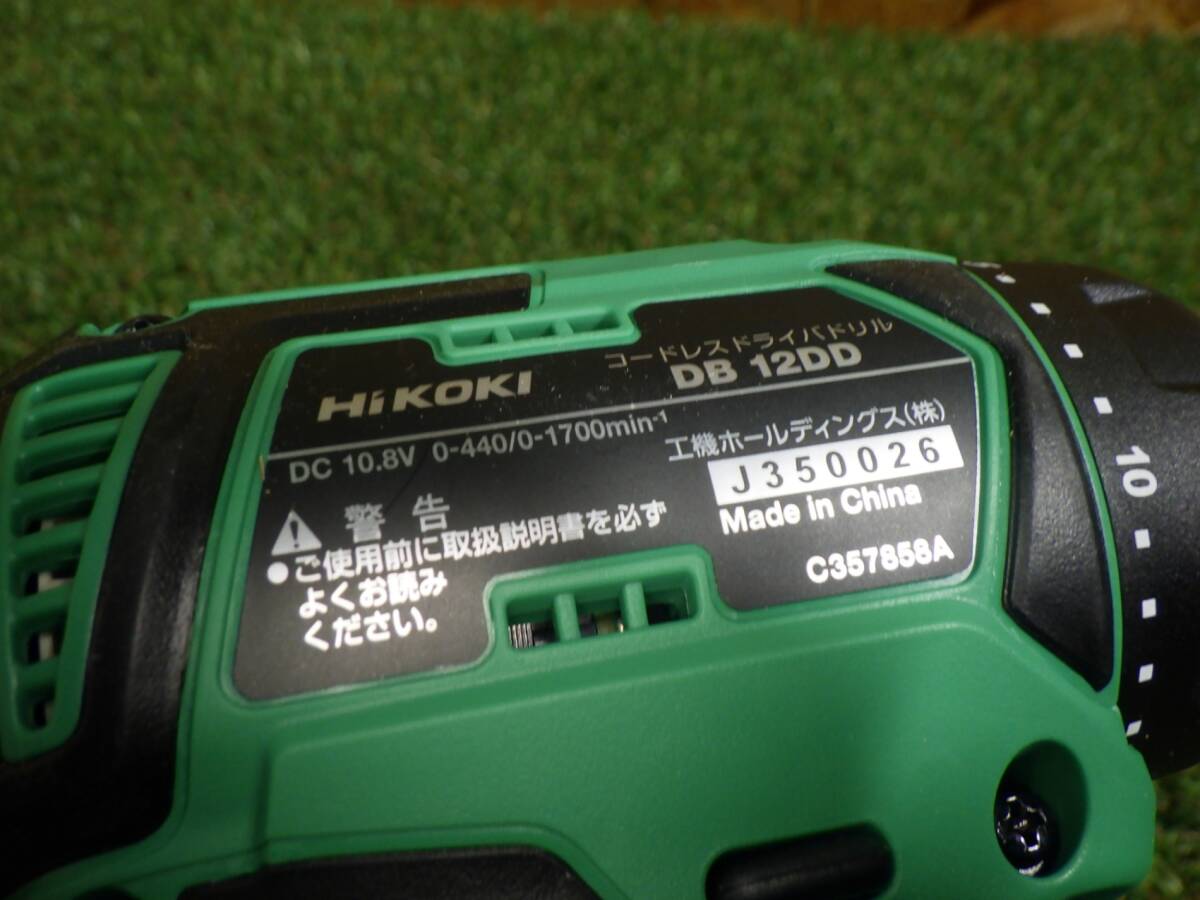 コードレスドライバドリル
HiKOKI DB 12DD
DC 10.8V 0-440/0-1700min-1
工機ホールディングス(株)
J350026
Made in China
C357858A
警告
●ご使用前に取扱説明書を必ず
よくお読み
ください。
10